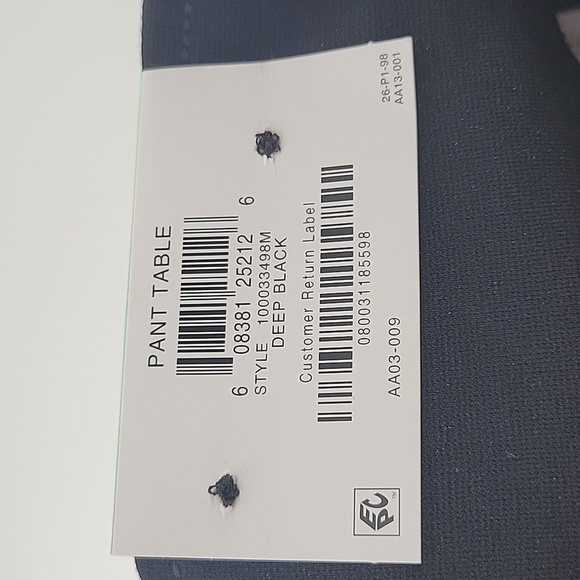 26-P1-98
AA13-001
PANT TABLE
6 08381 25212 6
STYLE 100033498M
DEEP BLACK
Customer Return Label
080031185598
AA03-009
EPC™